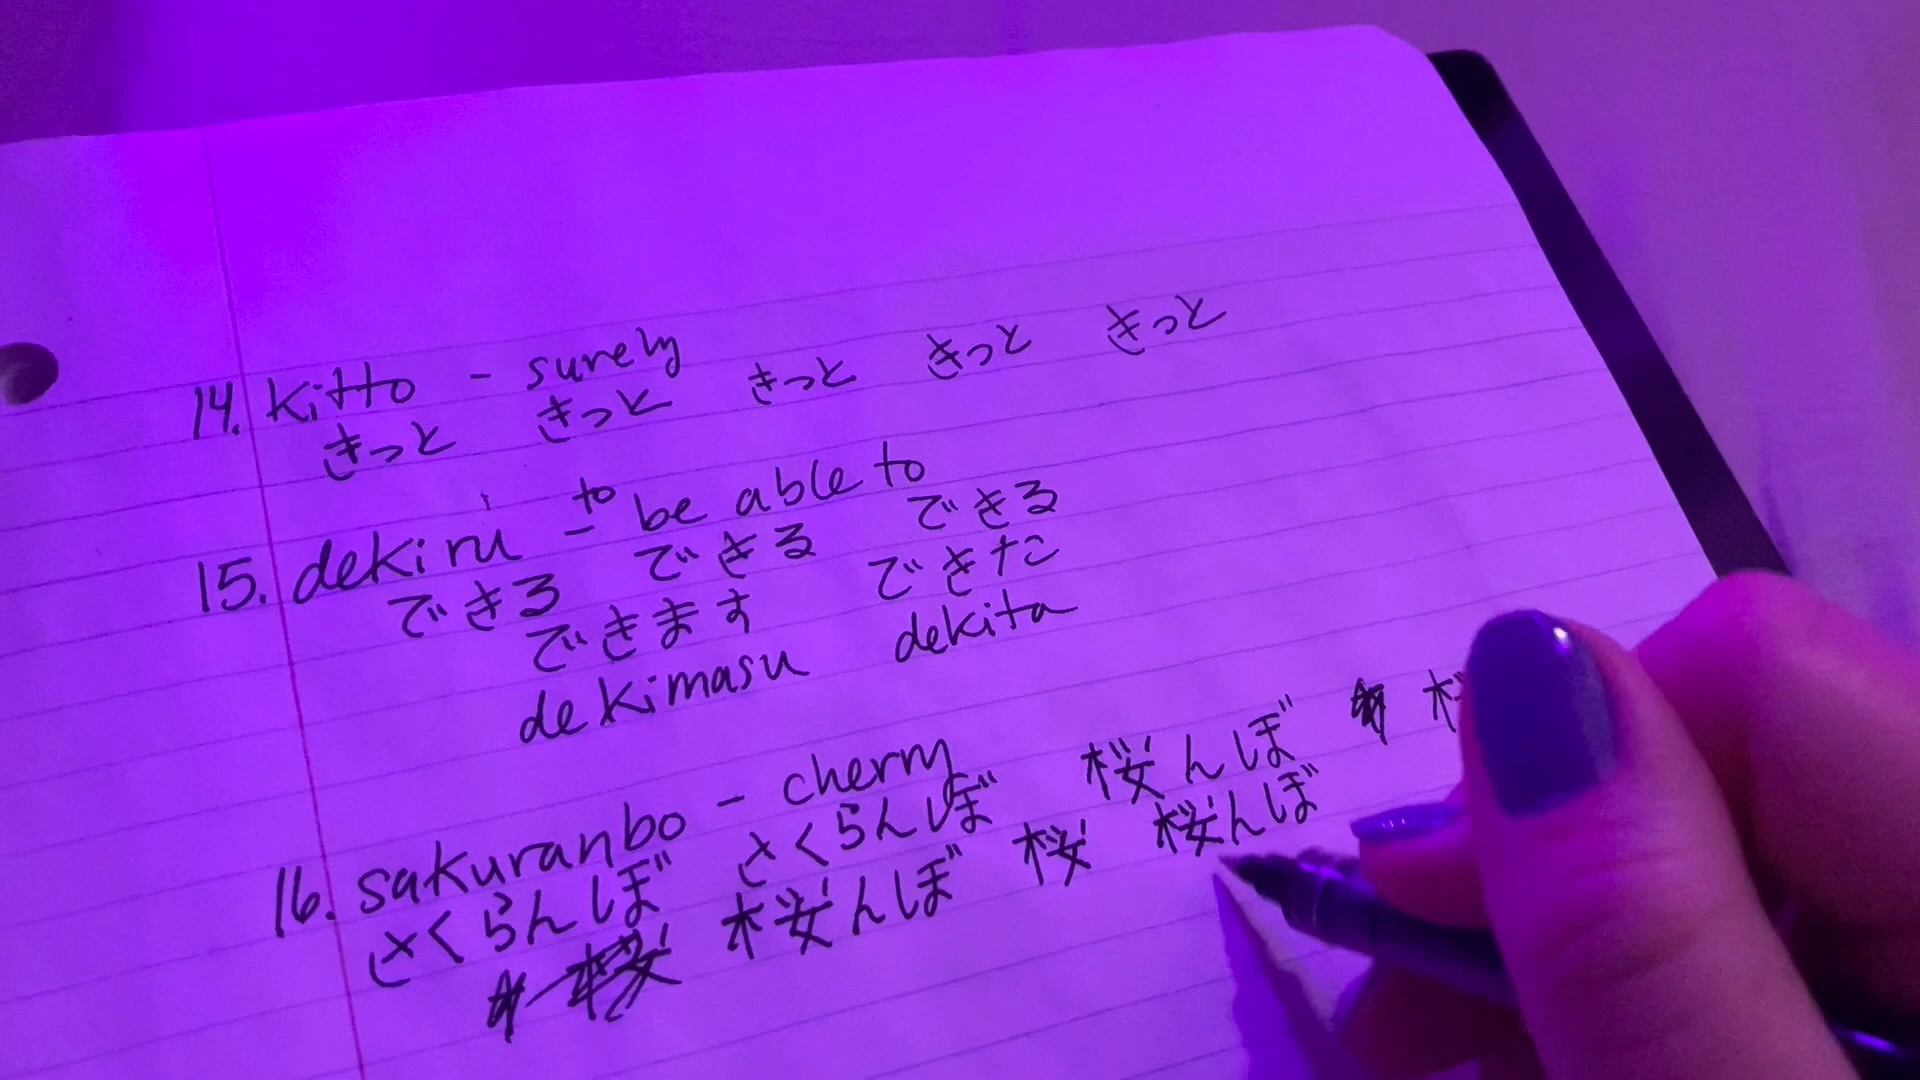 14. kitto - surely
きっと きっと きっと きっと きっと
15. dekiru - to be able to
できる できる できる
できます できた
dekimasu dekita
16. sakuranbo - cherry
さくらんぼ さくらんぼ 桜んぼ
桜んぼ 桜 桜んぼ